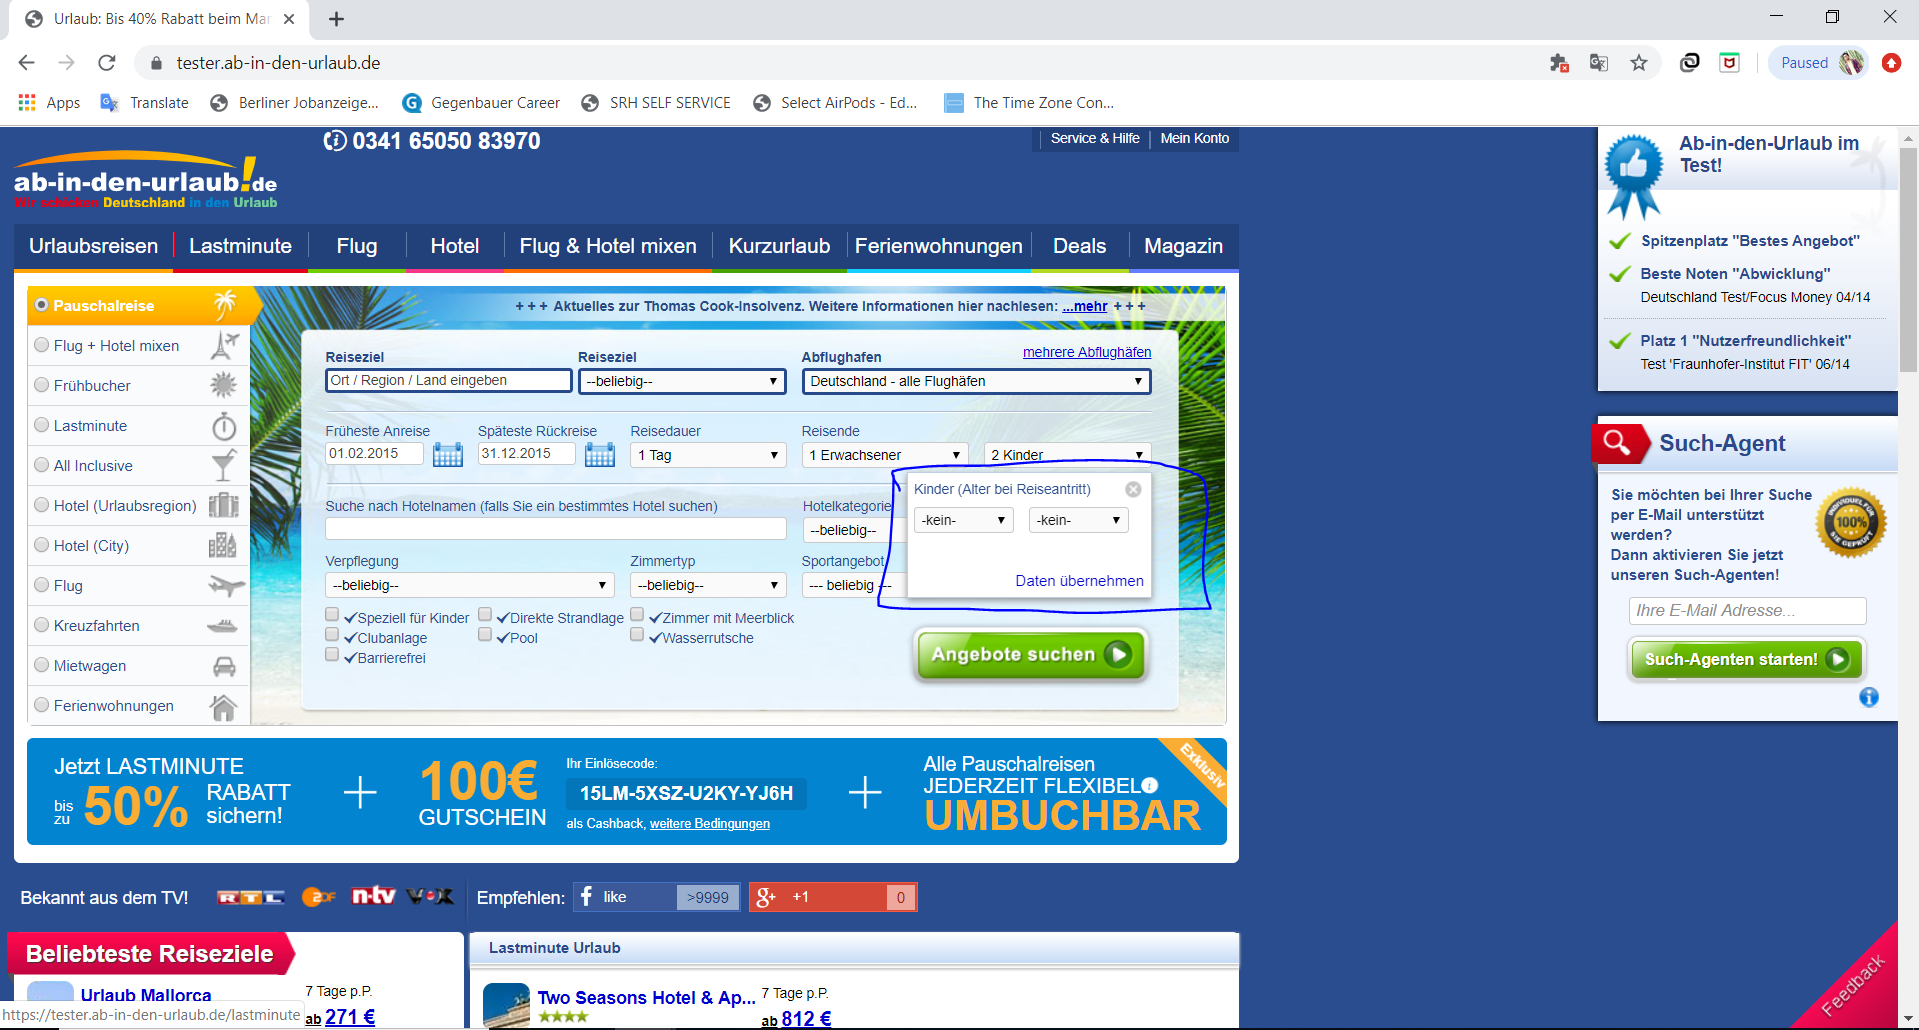 Urlaub: Bis 40% Rabatt beim Mar
tester.ab-in-den-urlaub.de
Paused
Apps
Translate
Berliner Jobanzeige...
Gegenbauer Career
SRH SELF SERVICE
Select AirPods - Ed...
The Time Zone Con...
0341 65050 83970
Service & Hilfe
Mein Konto
ab-in-den-urlaub!de
Wir schicken Deutschland in den Urlaub
Urlaubsreisen
Lastminute
Flug
Hotel
Flug & Hotel mixen
Kurzurlaub
Ferienwohnungen
Deals
Magazin
Pauschalreise
Flug + Hotel mixen
Frühbucher
Lastminute
All Inclusive
Hotel (Urlaubsregion)
Hotel (City)
Flug
Kreuzfahrten
Mietwagen
Ferienwohnungen
+ + + Aktuelles zur Thomas Cook-Insolvenz. Weitere Informationen hier nachlesen: ...mehr + + +
Reiseziel
Ort / Region / Land eingeben
Reiseziel
--beliebig--
Abflughafen
mehrere Abflughäfen
Deutschland - alle Flughäfen
Früheste Anreise
01.02.2015
Späteste Rückreise
31.12.2015
Reisedauer
1 Tag
Reisende
1 Erwachsener
2 Kinder
Kinder (Alter bei Reiseantritt)
-kein-
-kein-
Daten übernehmen
Suche nach Hotelnamen (falls Sie ein bestimmtes Hotel suchen)
Hotelkategorie
--beliebig--
Verpflegung
--beliebig--
Zimmertyp
--beliebig--
Sportangebot
--- beliebig ---
Speziell für Kinder
Direkte Strandlage
Zimmer mit Meerblick
Clubanlage
Pool
Wasserrutsche
Barrierefrei
Angebote suchen
Jetzt LASTMINUTE
bis zu 50% RABATT sichern!
+
100€
GUTSCHEIN
Ihr Einlösecode:
15LM-5XSZ-U2KY-YJ6H
als Cashback, weitere Bedingungen
+
Alle Pauschalreisen
JEDERZEIT FLEXIBEL
UMBUCHBAR
Exklusiv
Bekannt aus dem TV!
RTL
ZDF
n-tv
VOX
Empfehlen:
like
>9999
g+
+1
0
Beliebteste Reiseziele
Urlaub Mallorca
7 Tage p.P.
ab 271 €
Lastminute Urlaub
Two Seasons Hotel & Ap...
7 Tage p.P.
ab 812 €
https://tester.ab-in-den-urlaub.de/lastminute
Ab-in-den-Urlaub im
Test!
Spitzenplatz "Bestes Angebot"
Beste Noten "Abwicklung"
Deutschland Test/Focus Money 04/14
Platz 1 "Nutzerfreundlichkeit"
Test 'Fraunhofer-Institut FIT' 06/14
Such-Agent
Sie möchten bei Ihrer Suche
per E-Mail unterstützt
werden?
Dann aktivieren Sie jetzt
unseren Such-Agenten!
INDIVIDUELL FÜR
100%
SIE GEPRÜFT
Ihre E-Mail Adresse...
Such-Agenten starten!
Feedback